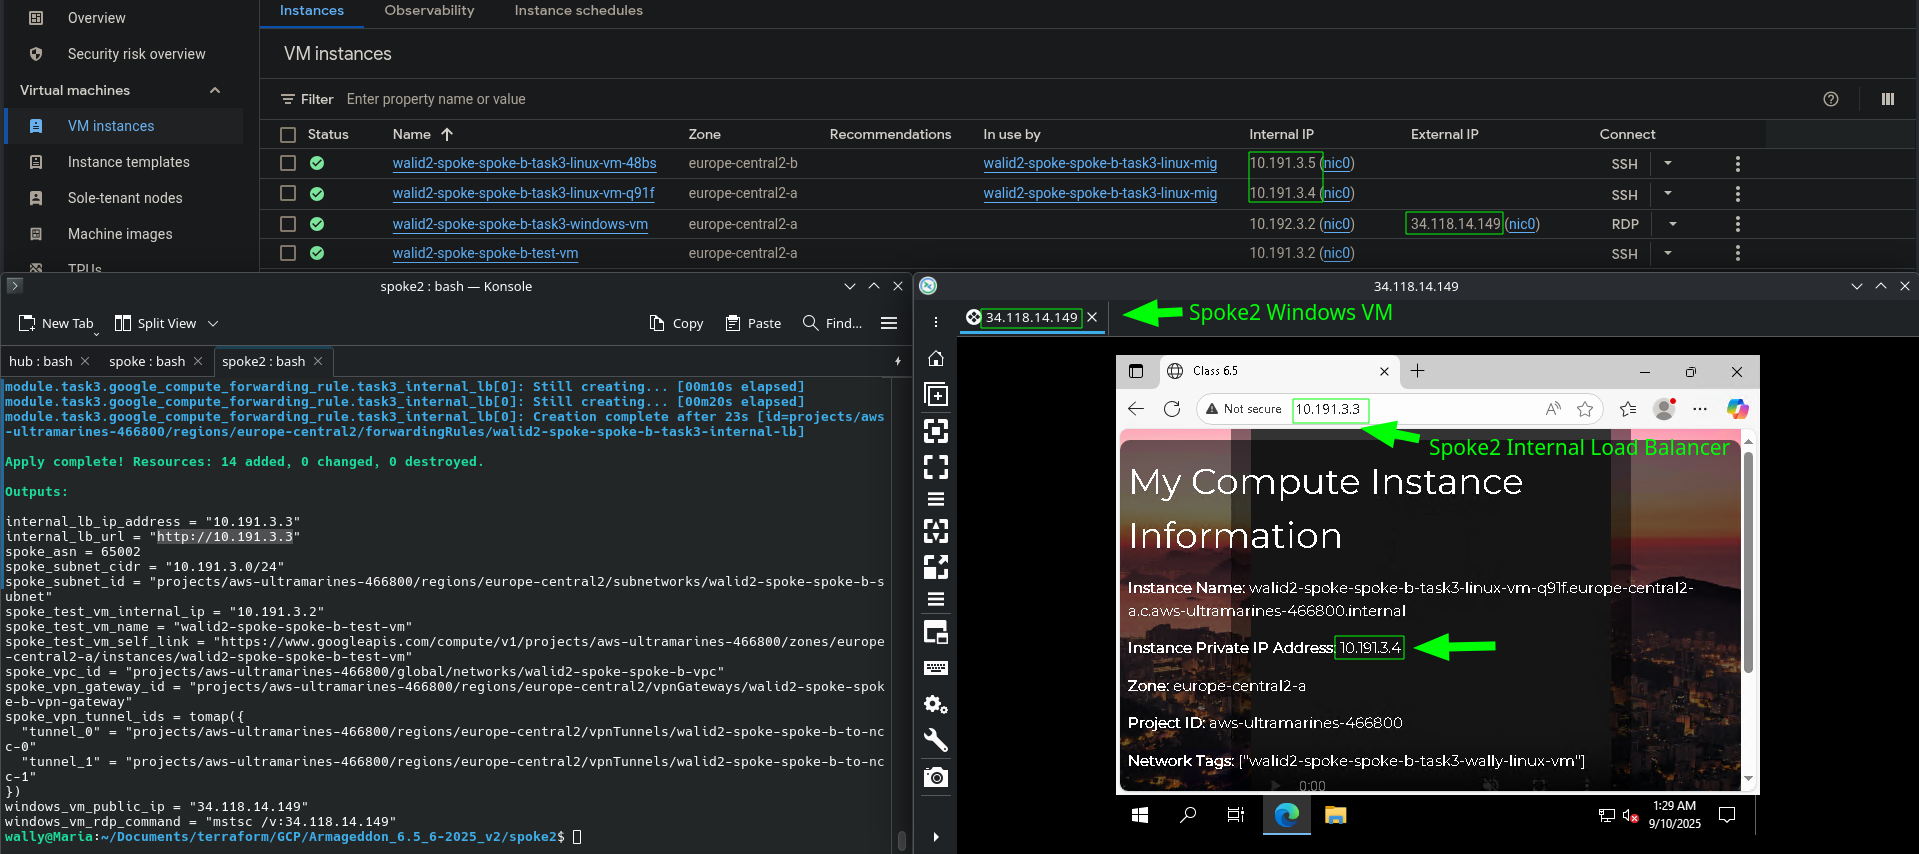 Overview
Security risk overview
Virtual machines
VM instances
Instance templates
Sole-tenant nodes
Machine images
TPUs
Instances
Observability
Instance schedules
VM instances
Filter Enter property name or value
Status Name Zone Recommendations In use by Internal IP External IP Connect
walid2-spoke-spoke-b-task3-linux-vm-48bs europe-central2-b walid2-spoke-spoke-b-task3-linux-mig 10.191.3.5 (nic0) SSH
walid2-spoke-spoke-b-task3-linux-vm-q91f europe-central2-a walid2-spoke-spoke-b-task3-linux-mig 10.191.3.4 (nic0) SSH
walid2-spoke-spoke-b-task3-windows-vm europe-central2-a 10.192.3.2 (nic0) 34.118.14.149 (nic0) RDP
walid2-spoke-spoke-b-test-vm europe-central2-a 10.191.3.2 (nic0) SSH
spoke2 : bash — Konsole
New Tab Split View Copy Paste Find...
hub : bash spoke : bash spoke2 : bash
module.task3.google_compute_forwarding_rule.task3_internal_lb[0]: Still creating... [00m10s elapsed]
module.task3.google_compute_forwarding_rule.task3_internal_lb[0]: Still creating... [00m20s elapsed]
module.task3.google_compute_forwarding_rule.task3_internal_lb[0]: Creation complete after 23s [id=projects/aws
-ultramarines-466800/regions/europe-central2/forwardingRules/walid2-spoke-spoke-b-task3-internal-lb]
Apply complete! Resources: 14 added, 0 changed, 0 destroyed.
Outputs:
internal_lb_ip_address = "10.191.3.3"
internal_lb_url = "http://10.191.3.3"
spoke_asn = 65002
spoke_subnet_cidr = "10.191.3.0/24"
spoke_subnet_id = "projects/aws-ultramarines-466800/regions/europe-central2/subnetworks/walid2-spoke-spoke-b-s
ubnet"
spoke_test_vm_internal_ip = "10.191.3.2"
spoke_test_vm_name = "walid2-spoke-spoke-b-test-vm"
spoke_test_vm_self_link = "https://www.googleapis.com/compute/v1/projects/aws-ultramarines-466800/zones/europe
-central2-a/instances/walid2-spoke-spoke-b-test-vm"
spoke_vpc_id = "projects/aws-ultramarines-466800/global/networks/walid2-spoke-spoke-b-vpc"
spoke_vpn_gateway_id = "projects/aws-ultramarines-466800/regions/europe-central2/vpnGateways/walid2-spoke-spok
e-b-vpn-gateway"
spoke_vpn_tunnel_ids = tomap({
"tunnel_0" = "projects/aws-ultramarines-466800/regions/europe-central2/vpnTunnels/walid2-spoke-spoke-b-to-nc
c-0"
"tunnel_1" = "projects/aws-ultramarines-466800/regions/europe-central2/vpnTunnels/walid2-spoke-spoke-b-to-nc
c-1"
})
windows_vm_public_ip = "34.118.14.149"
windows_vm_rdp_command = "mstsc /v:34.118.14.149"
wally@Maria:~/Documents/terraform/GCP/Armageddon_6.5_6-2025_v2/spoke2$
34.118.14.149
34.118.14.149
Spoke2 Windows VM
Class 6.5
Not secure 10.191.3.3
Spoke2 Internal Load Balancer
My Compute Instance
Information
Instance Name: walid2-spoke-spoke-b-task3-linux-vm-q91f.europe-central2-
a.c.aws-ultramarines-466800.internal
Instance Private IP Address: 10.191.3.4
Zone: europe-central2-a
Project ID: aws-ultramarines-466800
Network Tags: ["walid2-spoke-spoke-b-task3-wally-linux-vm"]
0:00
1:29 AM
9/10/2025